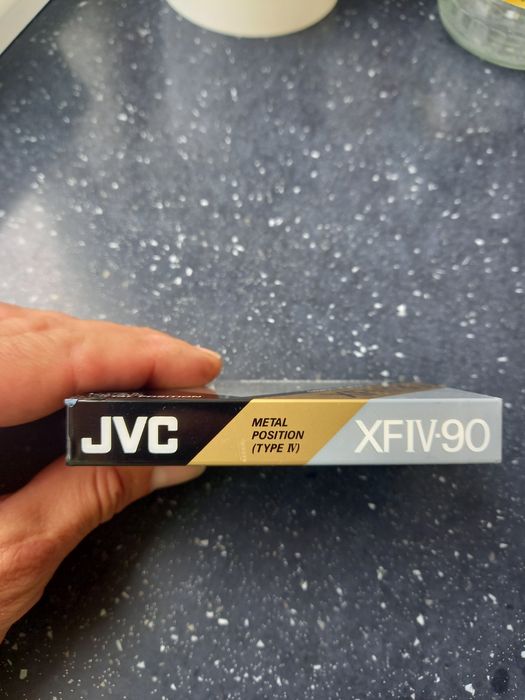 JVC
METAL
POSITION
(TYPE IV)
XFIV-90